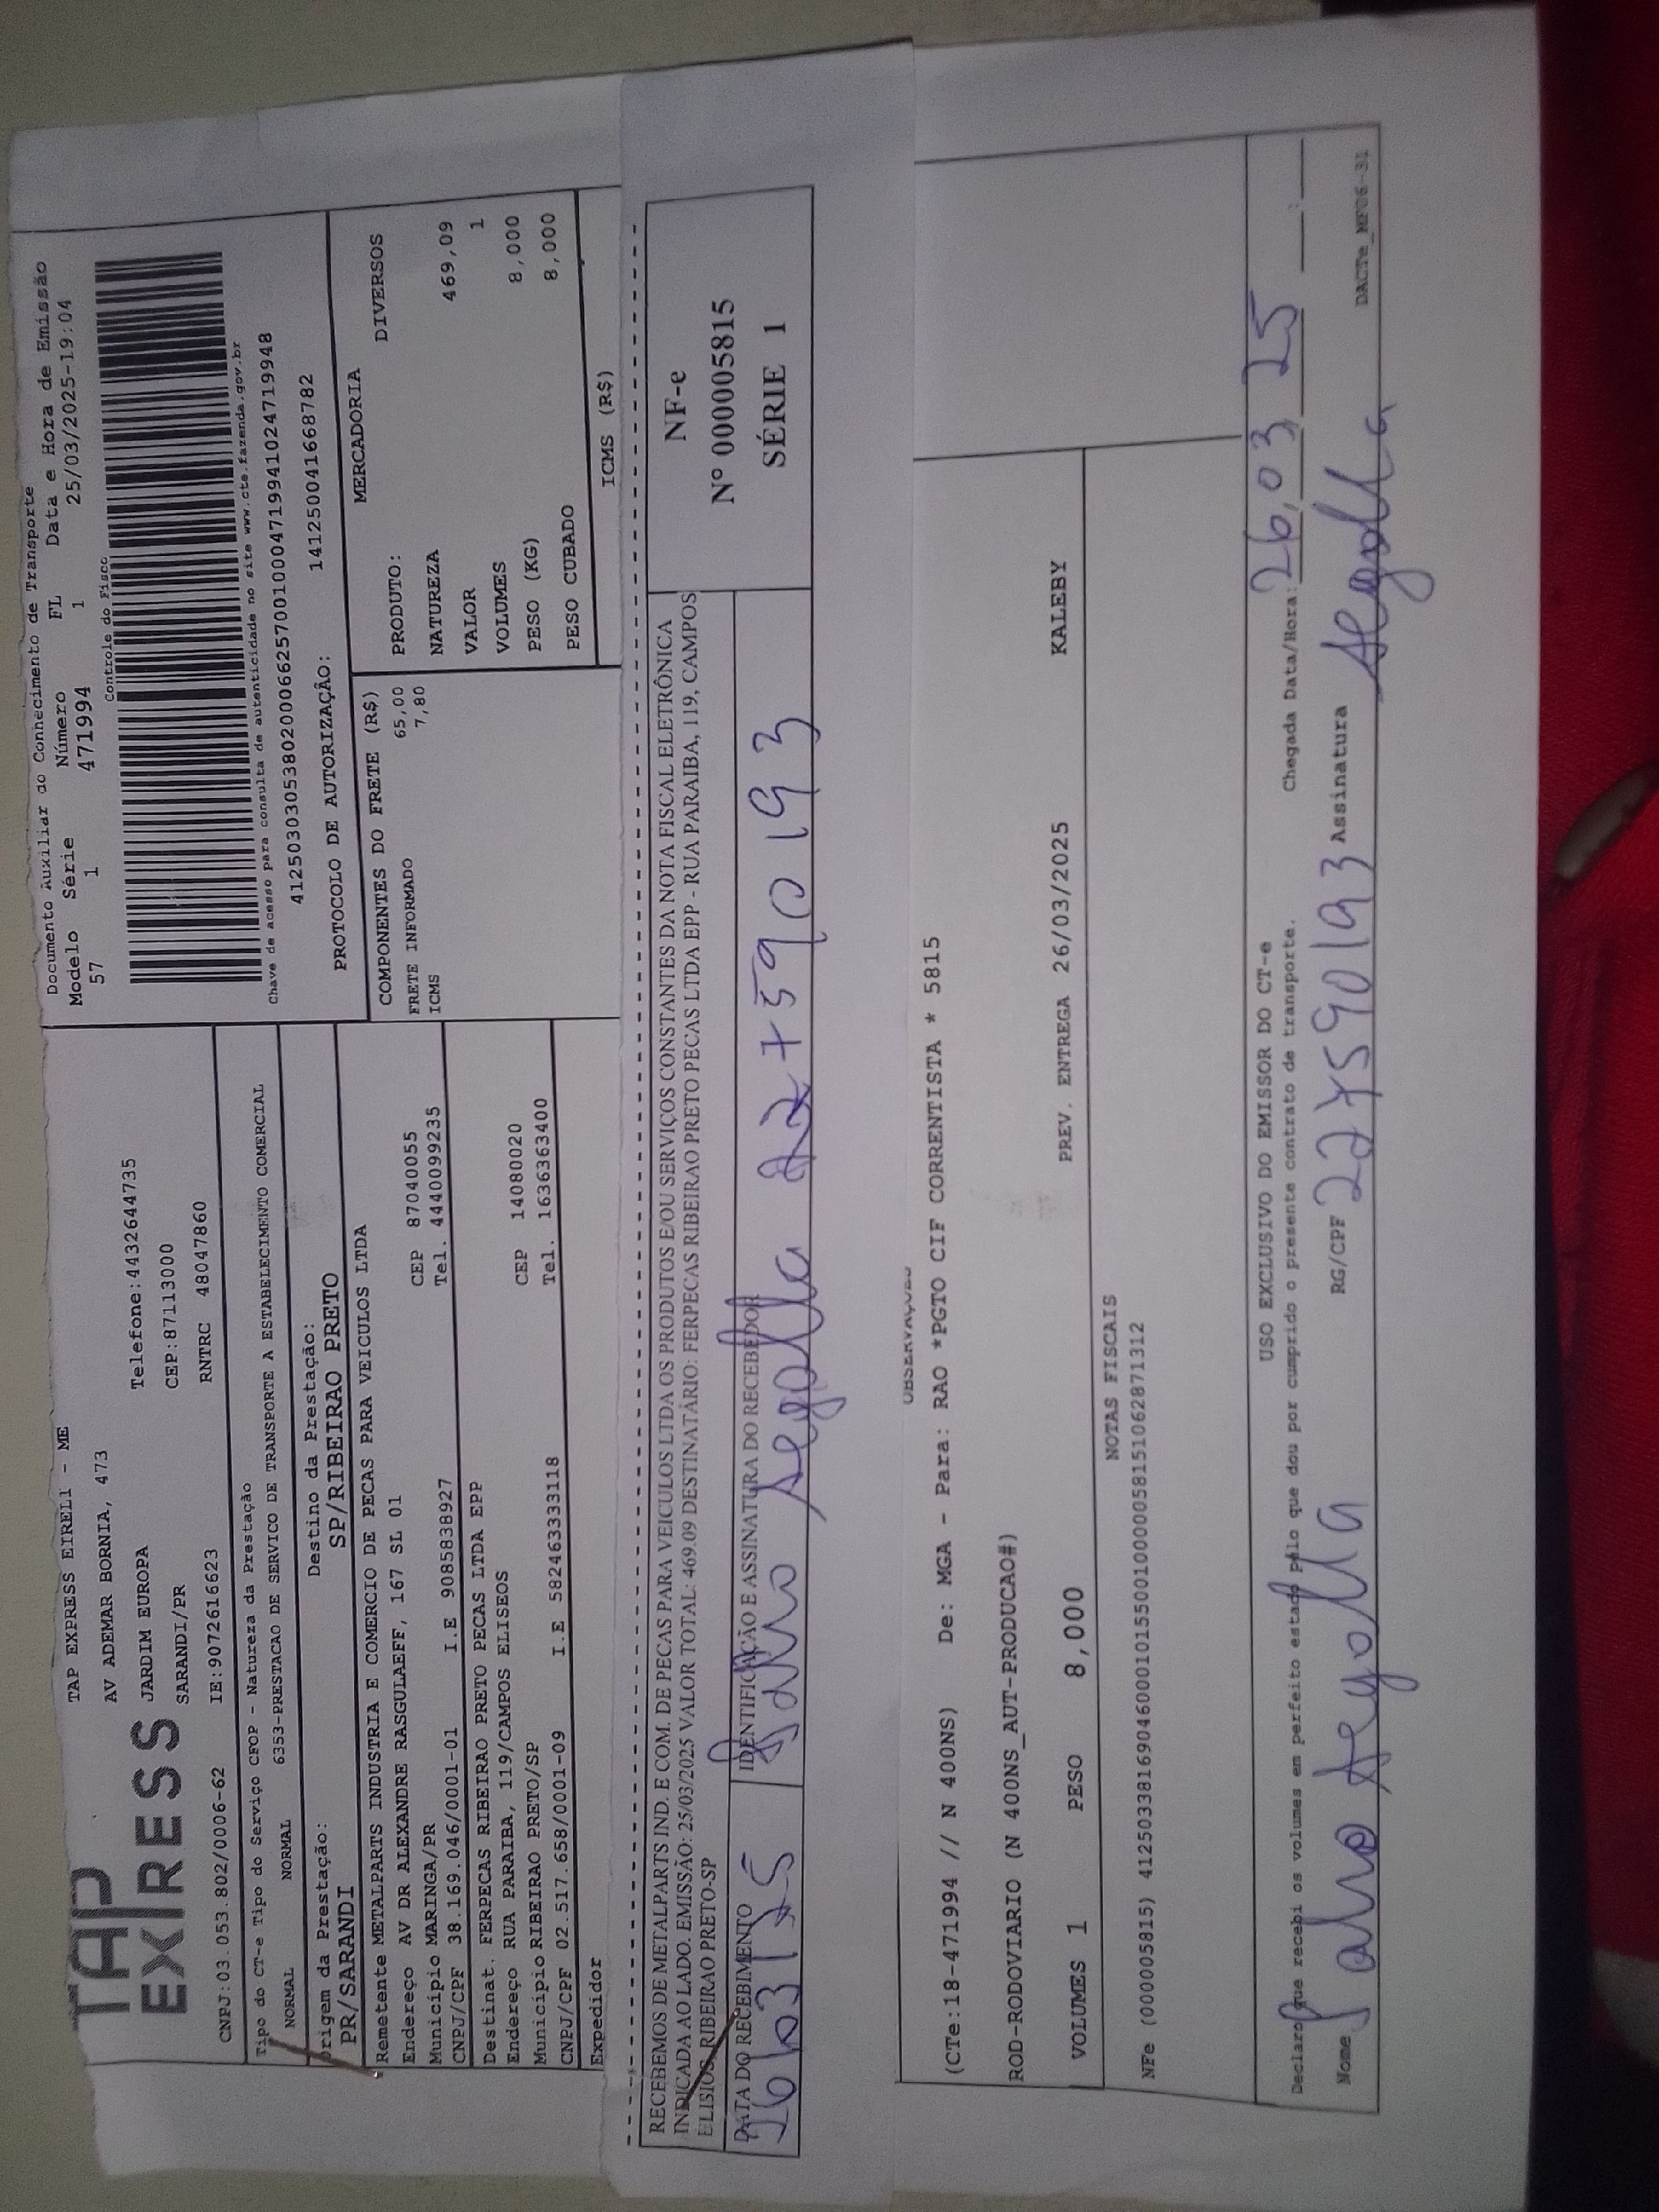 TAP
EXPRESS
TAP EXPRESS EIRELI - ME
AV ADEMAR BORNIA, 473
JARDIM EUROPA
SARANDI/PR
Telefone:4432644735
CEP:87113000
CNPJ:03.053.802/0006-62 IE:9072616623 RNTRC 48047860
Documento Auxiliar do Conhecimento de Transporte
Modelo Série Número FL Data e Hora de Emissão
57 1 471994 1 25/03/2025-19:04
Controle do Fisco
Chave de acesso para consulta de autenticidade no site www.cte.fazenda.gov.br
41250303053802000662570010004719941024719948
PROTOCOLO DE AUTORIZAÇÃO: 141250041668782
Tipo do CT-e Tipo do Serviço CFOP - Natureza da Prestação
NORMAL NORMAL 6353-PRESTACAO DE SERVICO DE TRANSPORTE A ESTABELECIMENTO COMERCIAL
Origem da Prestação: Destino da Prestação:
PR/SARANDI SP/RIBEIRAO PRETO
Remetente METALPARTS INDUSTRIA E COMERCIO DE PECAS PARA VEICULOS LTDA
Endereço AV DR ALEXANDRE RASGULAEFF, 167 SL 01
Município MARINGA/PR CEP 87040055
CNPJ/CPF 38.169.046/0001-01 I.E 9085838927 Tel. 4440099235
Destinat. FERPECAS RIBEIRAO PRETO PECAS LTDA EPP
Endereço RUA PARAIBA, 119/CAMPOS ELISEOS
Município RIBEIRAO PRETO/SP CEP 14080020
CNPJ/CPF 02.517.658/0001-09 I.E 582463333118 Tel. 1636363400
Expedidor
COMPONENTES DO FRETE (R$)
FRETE INFORMADO 65,00
ICMS 7,80
MERCADORIA
PRODUTO: DIVERSOS
NATUREZA
VALOR 469,09
VOLUMES 1
PESO (KG) 8,000
PESO CUBADO 8,000
ICMS (R$)
RECEBEMOS DE METALPARTS IND. E COM. DE PECAS PARA VEICULOS LTDA OS PRODUTOS E/OU SERVIÇOS CONSTANTES DA NOTA FISCAL ELETRÔNICA
INDICADA AO LADO. EMISSÃO: 25/03/2025 VALOR TOTAL: 469.09 DESTINATÁRIO: FERPECAS RIBEIRAO PRETO PECAS LTDA EPP - RUA PARAIBA, 119, CAMPOS
ELISIOS, RIBEIRAO PRETO-SP
NF-e
Nº 000005815
SÉRIE 1
DATA DO RECEBIMENTO IDENTIFICAÇÃO E ASSINATURA DO RECEBEDOR
26 03 25 227590193
OBSERVAÇÕES
(CTe:18-471994 // N 400NS) De: MGA - Para: RAO *PGTO CIF CORRENTISTA * 5815
ROD-RODOVIARIO (N 400NS_AUT-PRODUCAO#)
VOLUMES 1 PESO 8,000 PREV. ENTREGA 26/03/2025 KALEBY
NOTAS FISCAIS
NFe (000005815) 41250338169046000101550010000058151062871312
USO EXCLUSIVO DO EMISSOR DO CT-e
Declaro que recebi os volumes em perfeito estado pelo que dou por cumprido o presente contrato de transporte. Chegada Data/Hora: 26, 03, 25 :
Nome RG/CPF 227590193 Assinatura
DACTe_MF06-31